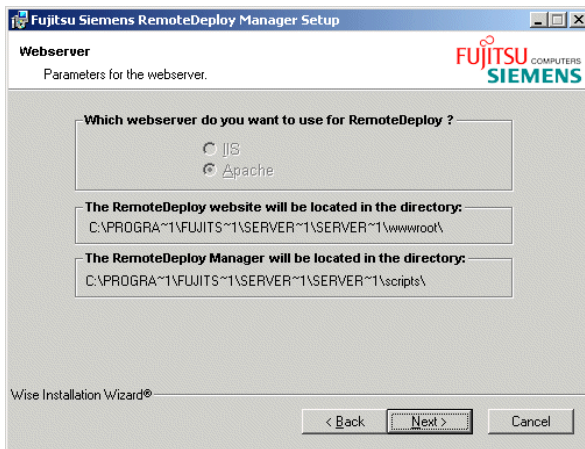 Fujitsu Siemens RemoteDeploy Manager Setup
Webserver
Parameters for the webserver.
FUJITSU COMPUTERS
SIEMENS
Which webserver do you want to use for RemoteDeploy ?
IIS
Apache
The RemoteDeploy website will be located in the directory:
C:\PROGRA~1\FUJITS~1\SERVER~1\SERVER~1\wwwroot\
The RemoteDeploy Manager will be located in the directory:
C:\PROGRA~1\FUJITS~1\SERVER~1\SERVER~1\scripts\
Wise Installation Wizard®
< Back Next > Cancel